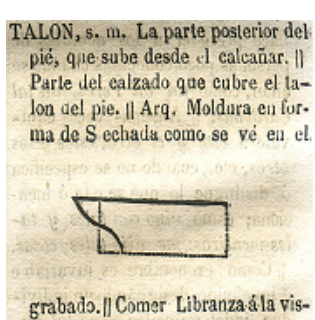 TALON, s. m. La parte posterior del
pié, que sube desde el calcañar. ||
Parte del calzado que cubre el ta-
lon del pie. || Arq. Moldura en for-
ma de S echada como se vé en el
grabado. || Comer Libranza á la vis-